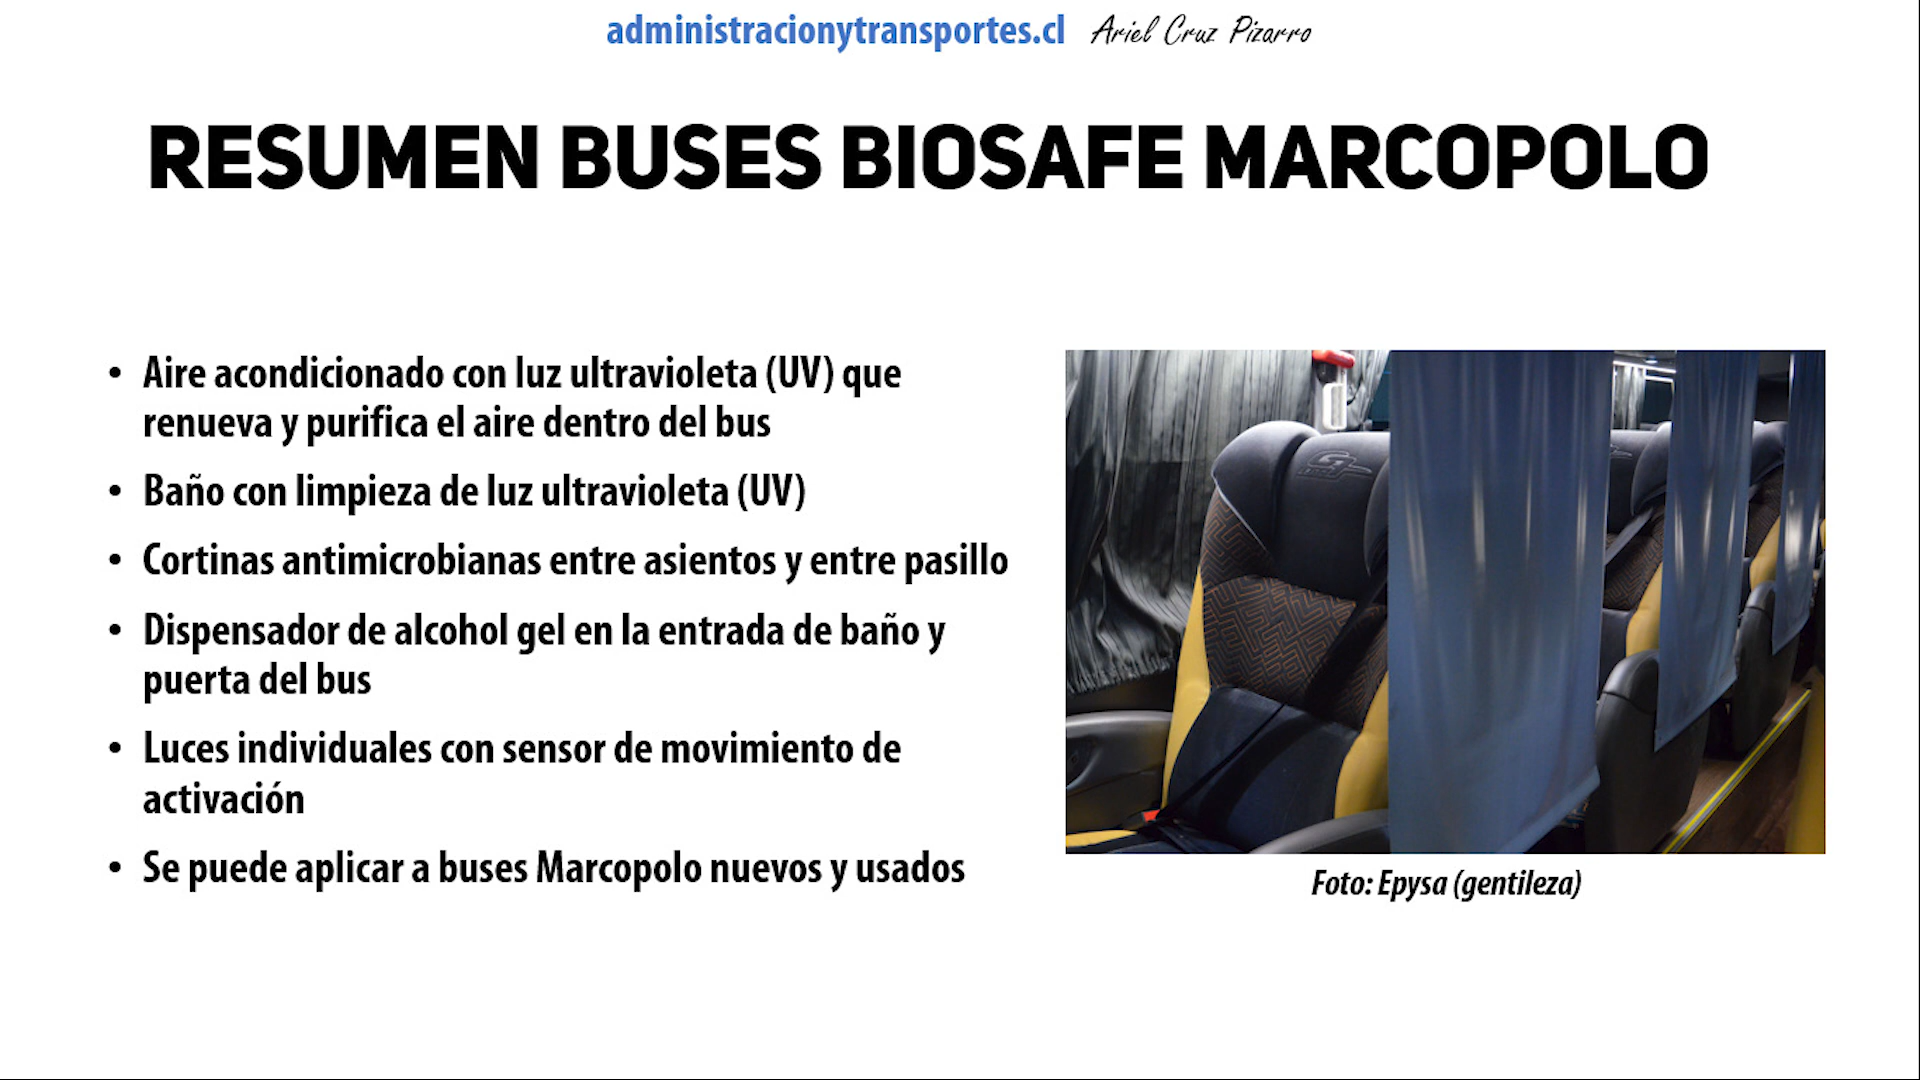 administracionytransportes.cl Ariel Cruz Pizarro
RESUMEN BUSES BIOSAFE MARCOPOLO
• Aire acondicionado con luz ultravioleta (UV) que
renueva y purifica el aire dentro del bus
• Baño con limpieza de luz ultravioleta (UV)
• Cortinas antimicrobianas entre asientos y entre pasillo
• Dispensador de alcohol gel en la entrada de baño y
puerta del bus
• Luces individuales con sensor de movimiento de
activación
• Se puede aplicar a buses Marcopolo nuevos y usados
Foto: Epysa (gentileza)